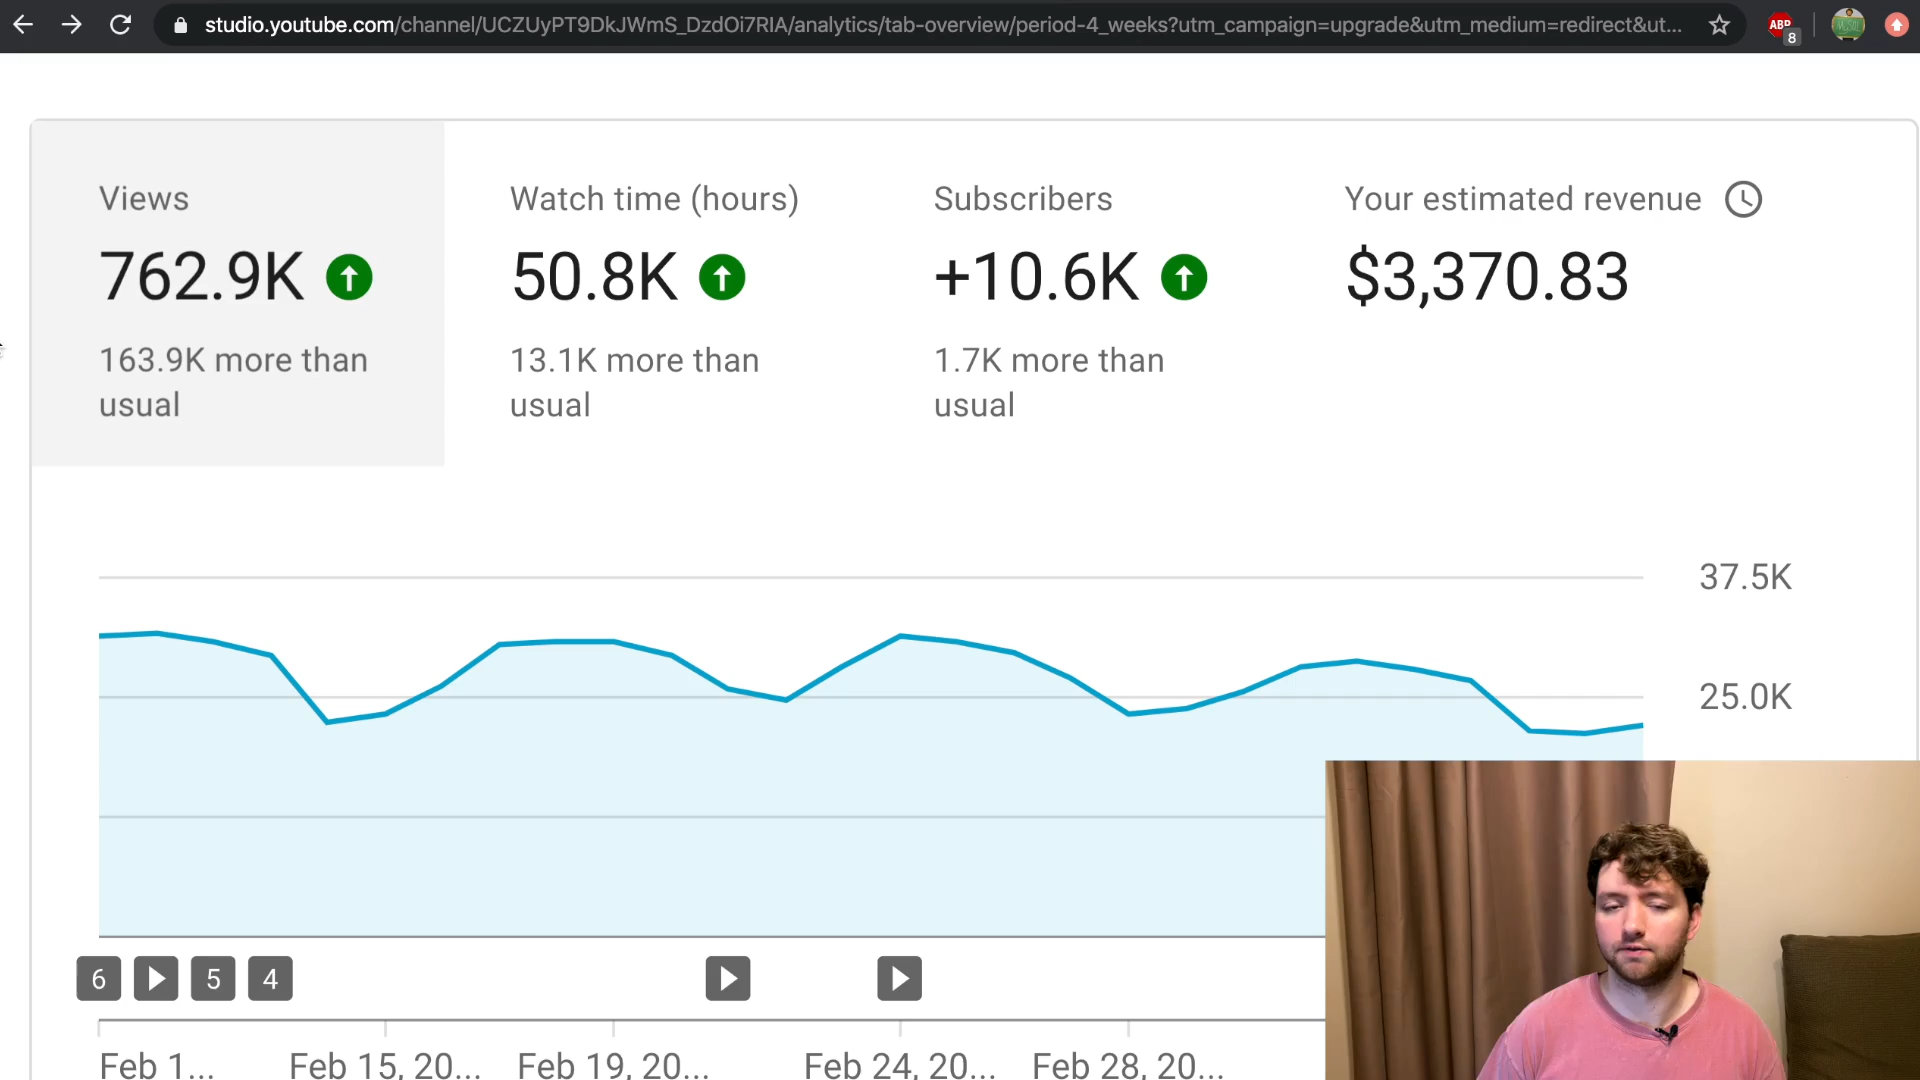 studio.youtube.com/channel/UCZUyPT9DkJWmS_DzdOi7RIA/analytics/tab-overview/period-4_weeks?utm_campaign=upgrade&utm_medium=redirect&ut...
ABP
8
Views
Watch time (hours)
Subscribers
Your estimated revenue
762.9K
50.8K
+10.6K
$3,370.83
163.9K more than
usual
13.1K more than
usual
1.7K more than
usual
37.5K
25.0K
6
5
4
Feb 1...
Feb 15, 20...
Feb 19, 20...
Feb 24, 20...
Feb 28, 20...